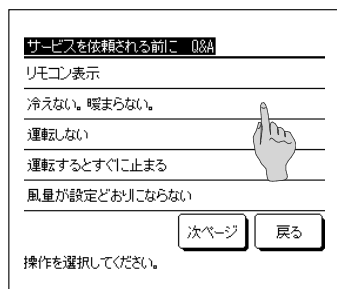 サービスを依頼される前に Q&A
リモコン表示
冷えない。暖まらない。
運転しない
運転するとすぐに止まる
風量が設定どおりにならない
次ページ
戻る
操作を選択してください。